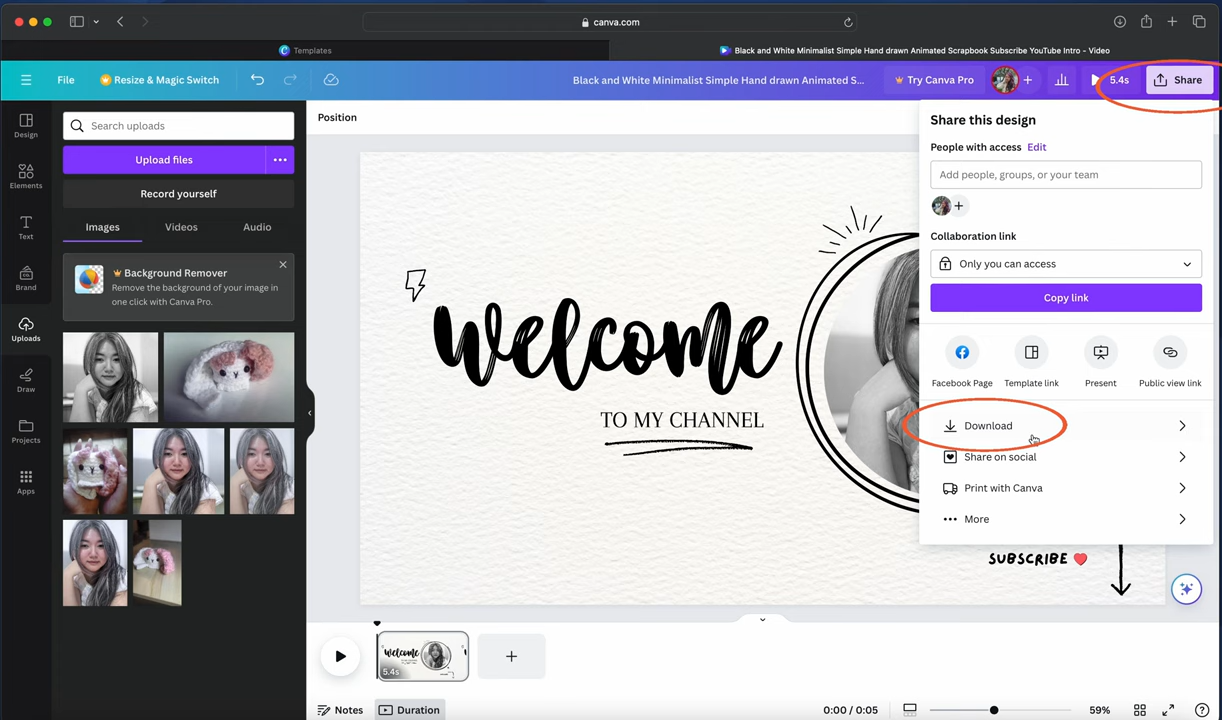 canva.com
Templates
Black and White Minimalist Simple Hand drawn Animated Scrapbook Subscribe YouTube Intro - Video
File
Resize & Magic Switch
Black and White Minimalist Simple Hand drawn Animated S...
Try Canva Pro
5.4s
Share
Design
Elements
Text
Brand
Uploads
Draw
Projects
Apps
Search uploads
Upload files
Record yourself
Images
Videos
Audio
Background Remover
Remove the background of your image in
one click with Canva Pro.
Position
welcome
TO MY CHANNEL
SUBSCRIBE
Share this design
People with access
Edit
Add people, groups, or your team
Collaboration link
Only you can access
Copy link
Facebook Page
Template link
Present
Public view link
Download
Share on social
Print with Canva
More
welcome
5.4s
Notes
Duration
0:00 / 0:05
59%